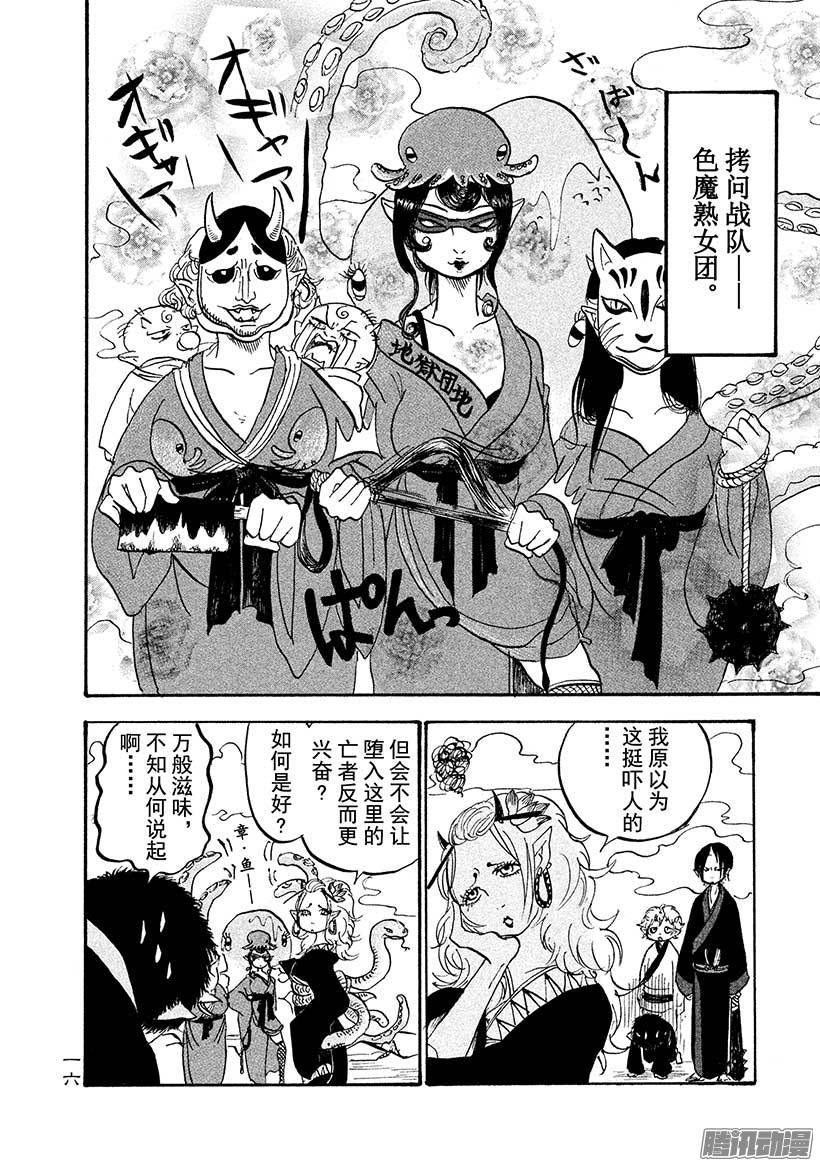 拷问战队——
色魔熟女团。
ざ・ばーん
オギャアー
オギャアー
地獄団地
ぱんっ
我原以为
这挺吓人的
……
但会不会让
堕入这里的
亡者反而更
兴奋？
如何是好？
章・鱼——
万般滋味，
不知从何说起
啊……
一六
腾讯动漫